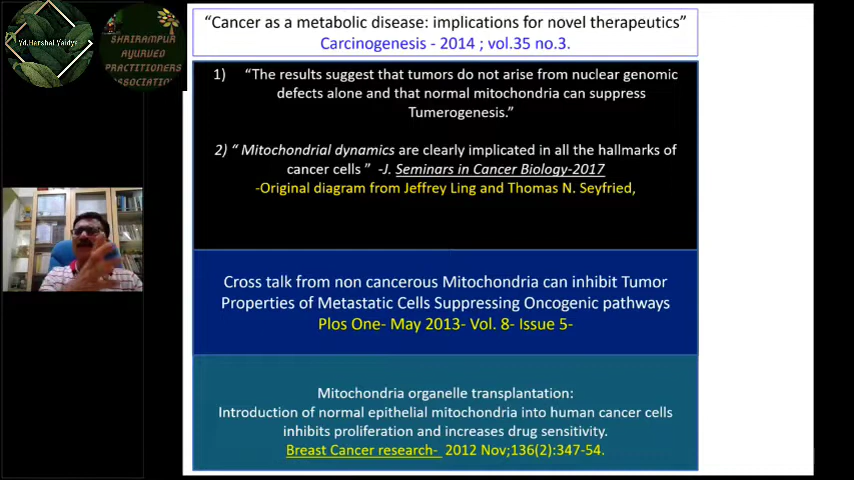 Yd.Harshal Vaidya
SHRIRAMPUR
AYURVED
PRACTITIONERS
ASSOCIATION
“Cancer as a metabolic disease: implications for novel therapeutics”
Carcinogenesis - 2014 ; vol.35 no.3.
1) “The results suggest that tumors do not arise from nuclear genomic
defects alone and that normal mitochondria can suppress
Tumerogenesis.”
2) “ Mitochondrial dynamics are clearly implicated in all the hallmarks of
cancer cells ” -J. Seminars in Cancer Biology-2017
-Original diagram from Jeffrey Ling and Thomas N. Seyfried,
Cross talk from non cancerous Mitochondria can inhibit Tumor
Properties of Metastatic Cells Suppressing Oncogenic pathways
Plos One- May 2013- Vol. 8- Issue 5-
Mitochondria organelle transplantation:
Introduction of normal epithelial mitochondria into human cancer cells
inhibits proliferation and increases drug sensitivity.
Breast Cancer research- 2012 Nov;136(2):347-54.